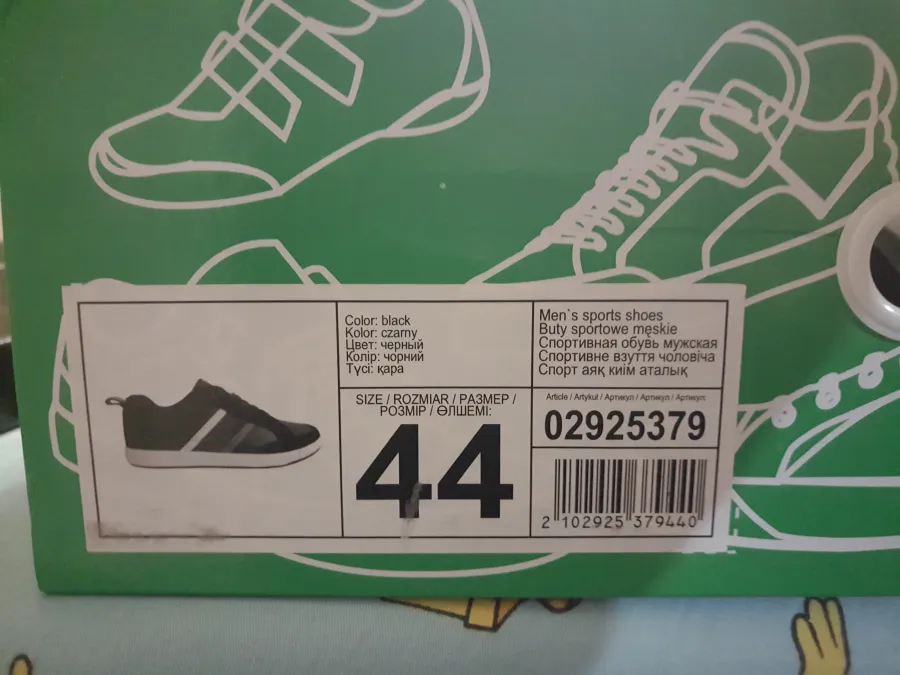 Color: black
Kolor: czarny
Цвет: черный
Колір: чорний
Түсі: қара
Men`s sports shoes
Buty sportowe męskie
Спортивная обувь мужская
Спортивне взуття чоловіча
Спорт аяқ киім аталық
SIZE / ROZMIAR / РАЗМЕР /
РОЗМІР / ӨЛШЕМІ:
44
Article / Artykuł / Артикул / Артикул / Артикул:
02925379
2 102925 379440